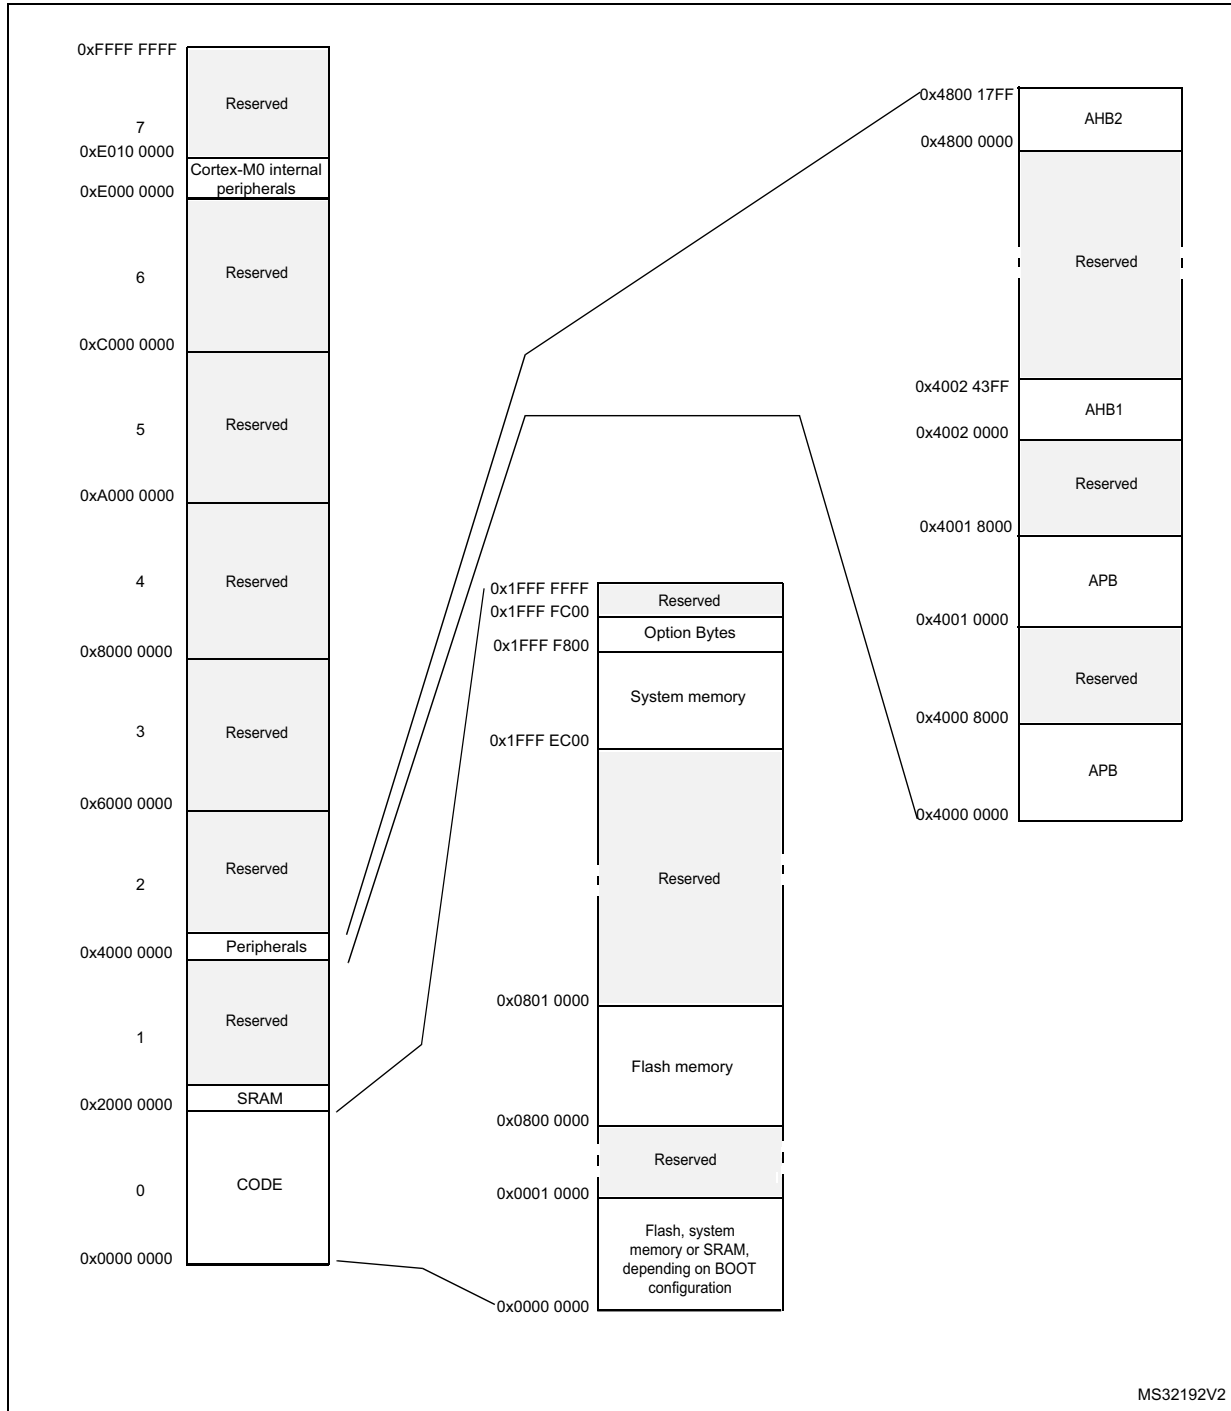 0xFFFF FFFF
Reserved
7
0xE010 0000
Cortex-M0 internal
peripherals
0xE000 0000
Reserved
6
0xC000 0000
Reserved
5
0xA000 0000
Reserved
4
0x8000 0000
Reserved
3
0x6000 0000
Reserved
2
Peripherals
0x4000 0000
Reserved
1
SRAM
0x2000 0000
CODE
0
0x0000 0000
0x1FFF FFFF
Reserved
0x1FFF FC00
Option Bytes
0x1FFF F800
System memory
0x1FFF EC00
Reserved
0x0801 0000
Flash memory
0x0800 0000
Reserved
0x0001 0000
Flash, system
memory or SRAM,
depending on BOOT
configuration
0x0000 0000
0x4800 17FF
AHB2
0x4800 0000
Reserved
0x4002 43FF
AHB1
0x4002 0000
Reserved
0x4001 8000
APB
0x4001 0000
Reserved
0x4000 8000
APB
0x4000 0000
MS32192V2